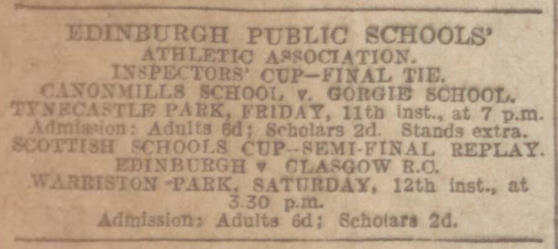 EDINBURGH PUBLIC SCHOOLS'
ATHLETIC ASSOCIATION.
INSPECTORS' CUP—FINAL TIE.
CANONMILLS SCHOOL v. GORGIE SCHOOL.
TYNECASTLE PARK, FRIDAY, 11th inst., at 7 p.m.
Admission: Adults 6d; Scholars 2d. Stands extra.
SCOTTISH SCHOOLS CUP—SEMI-FINAL REPLAY.
EDINBURGH v GLASGOW R.C.
WARRISTON PARK, SATURDAY, 12th inst., at
3.30 p.m.
Admission: Adults 6d; Scholars 2d.